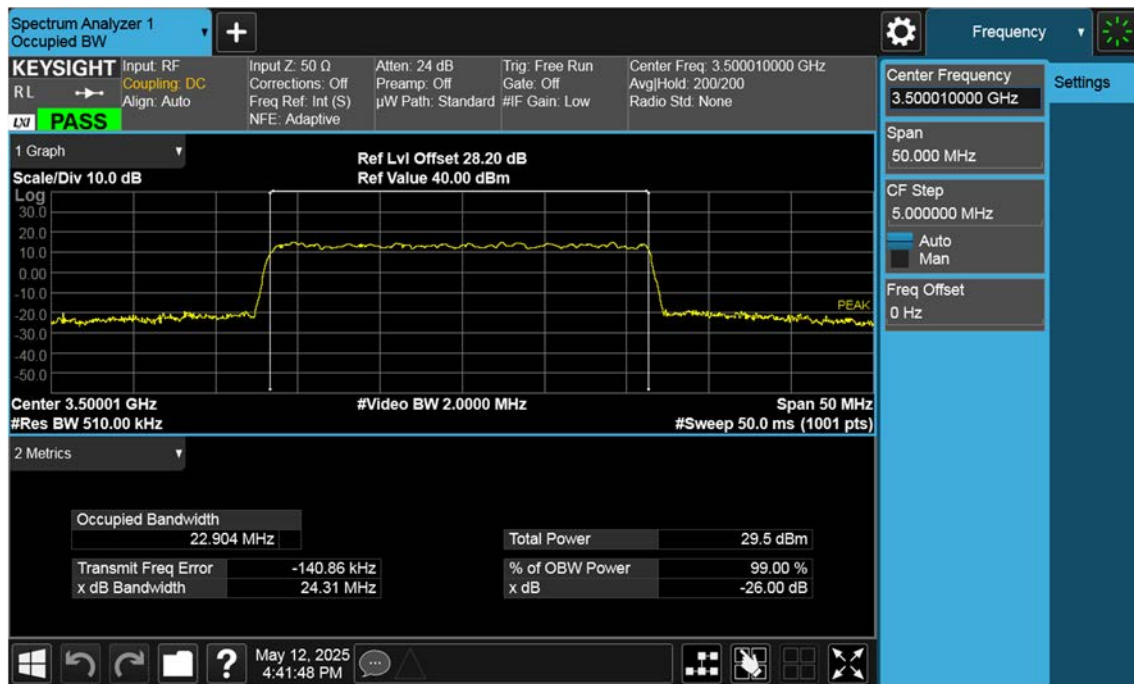 Spectrum Analyzer 1
Occupied BW
+
Frequency
KEYSIGHT
RL
LXI PASS
Input: RF
Coupling: DC
Align: Auto
Input Z: 50 Ω
Corrections: Off
Freq Ref: Int (S)
NFE: Adaptive
Atten: 24 dB
Preamp: Off
µW Path: Standard
Trig: Free Run
Gate: Off
#IF Gain: Low
Center Freq: 3.500010000 GHz
Avg|Hold: 200/200
Radio Std: None
Center Frequency
3.500010000 GHz
Settings
Span
50.000 MHz
CF Step
5.000000 MHz
Auto
Man
Freq Offset
0 Hz
1 Graph
Scale/Div 10.0 dB
Ref Lvl Offset 28.20 dB
Ref Value 40.00 dBm
Log
30.0
20.0
10.0
0.00
-10.0
-20.0
-30.0
-40.0
-50.0
PEAK
Center 3.50001 GHz
#Res BW 510.00 kHz
#Video BW 2.0000 MHz
Span 50 MHz
#Sweep 50.0 ms (1001 pts)
2 Metrics
Occupied Bandwidth
22.904 MHz
Total Power 29.5 dBm
Transmit Freq Error -140.86 kHz
% of OBW Power 99.00 %
x dB Bandwidth 24.31 MHz
x dB -26.00 dB
?
May 12, 2025
4:41:48 PM